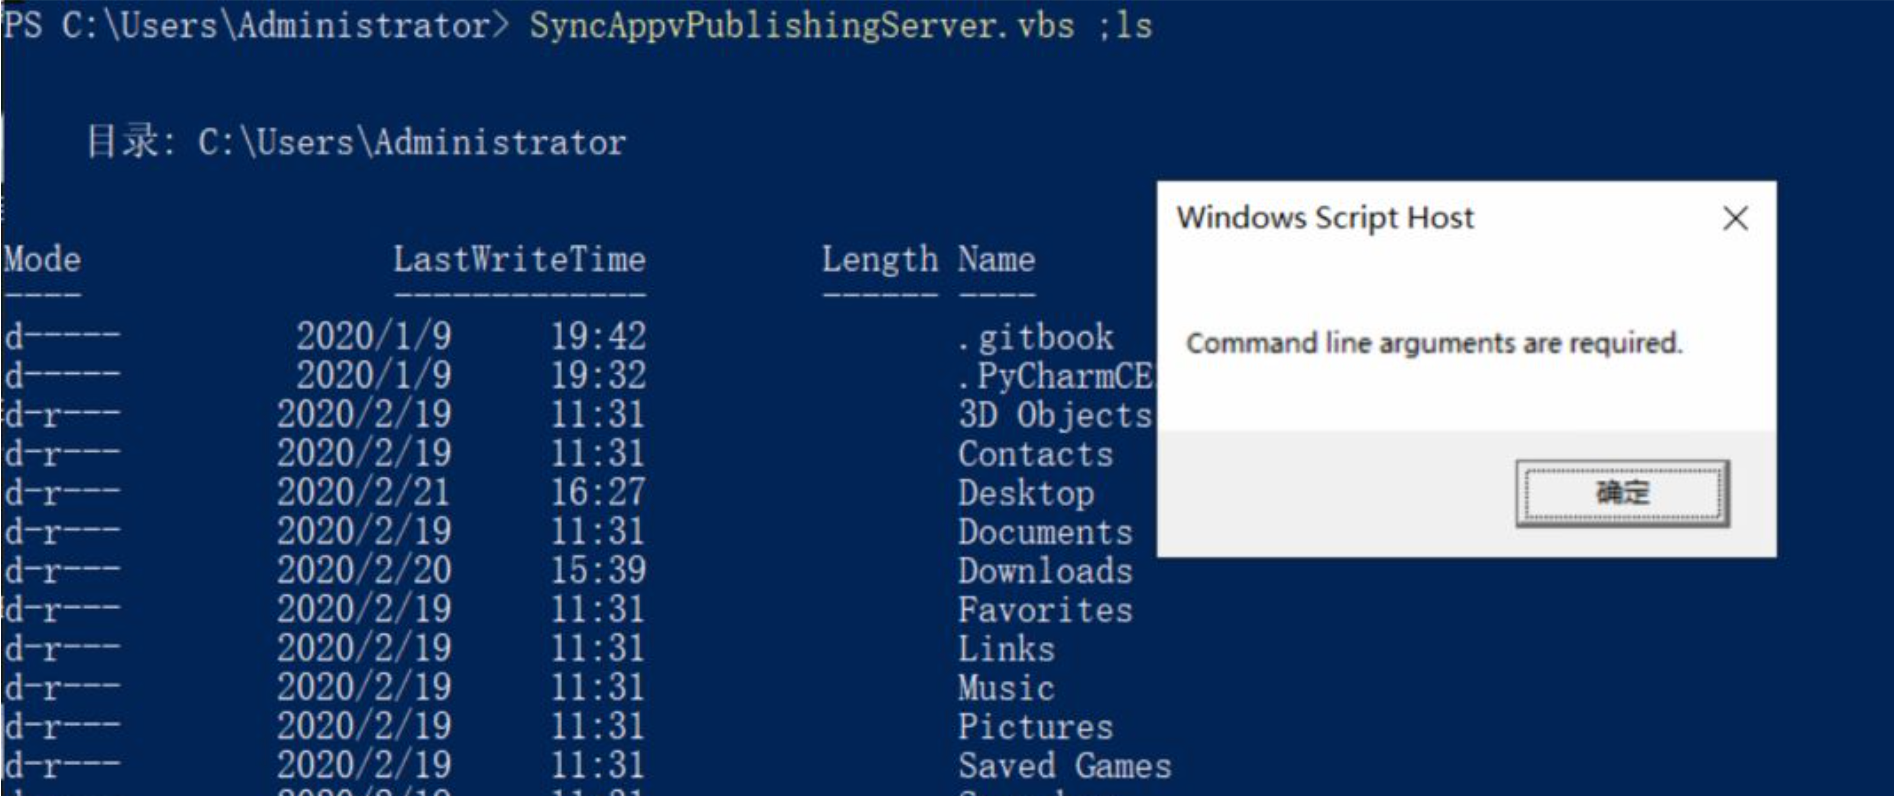 PS C:\Users\Administrator> SyncAppvPublishingServer.vbs ;ls
目录: C:\Users\Administrator
Mode LastWriteTime Length Name
---- ------------- ------ ----
d----- 2020/1/9 19:42 .gitbook
d----- 2020/1/9 19:32 .PyCharmCE
d-r--- 2020/2/19 11:31 3D Objects
d-r--- 2020/2/19 11:31 Contacts
d-r--- 2020/2/21 16:27 Desktop
d-r--- 2020/2/19 11:31 Documents
d-r--- 2020/2/20 15:39 Downloads
d-r--- 2020/2/19 11:31 Favorites
d-r--- 2020/2/19 11:31 Links
d-r--- 2020/2/19 11:31 Music
d-r--- 2020/2/19 11:31 Pictures
d-r--- 2020/2/19 11:31 Saved Games
Windows Script Host
Command line arguments are required.
确定